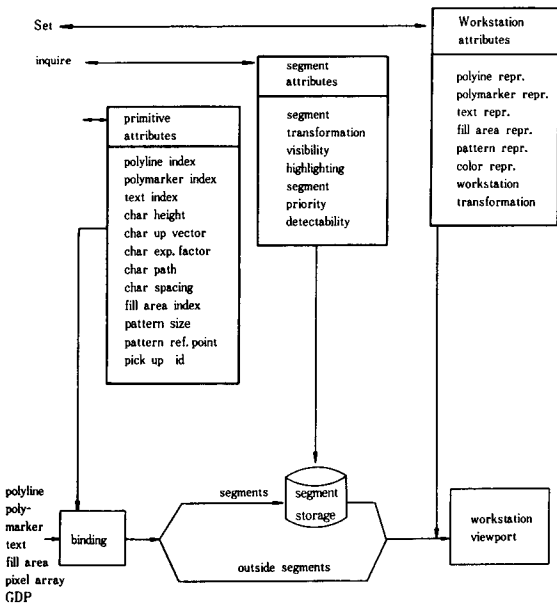 Set
Workstation
attributes
polyine repr.
polymarker repr.
text repr.
fill area repr.
pattern repr.
color repr.
workstation
transformation
inquire
segment
attributes
segment
transformation
visibility
highlighting
segment
priority
detectability
primitive
attributes
polyline index
polymarker index
text index
char height
char up vector
char exp.factor
char path
char spacing
fill area index
pattern size
pattern ref.point
pick up id
polyline
poly-
marker
text
fill area
pixel array
GDP
binding
segments
segment
storage
outside segments
workstation
viewport